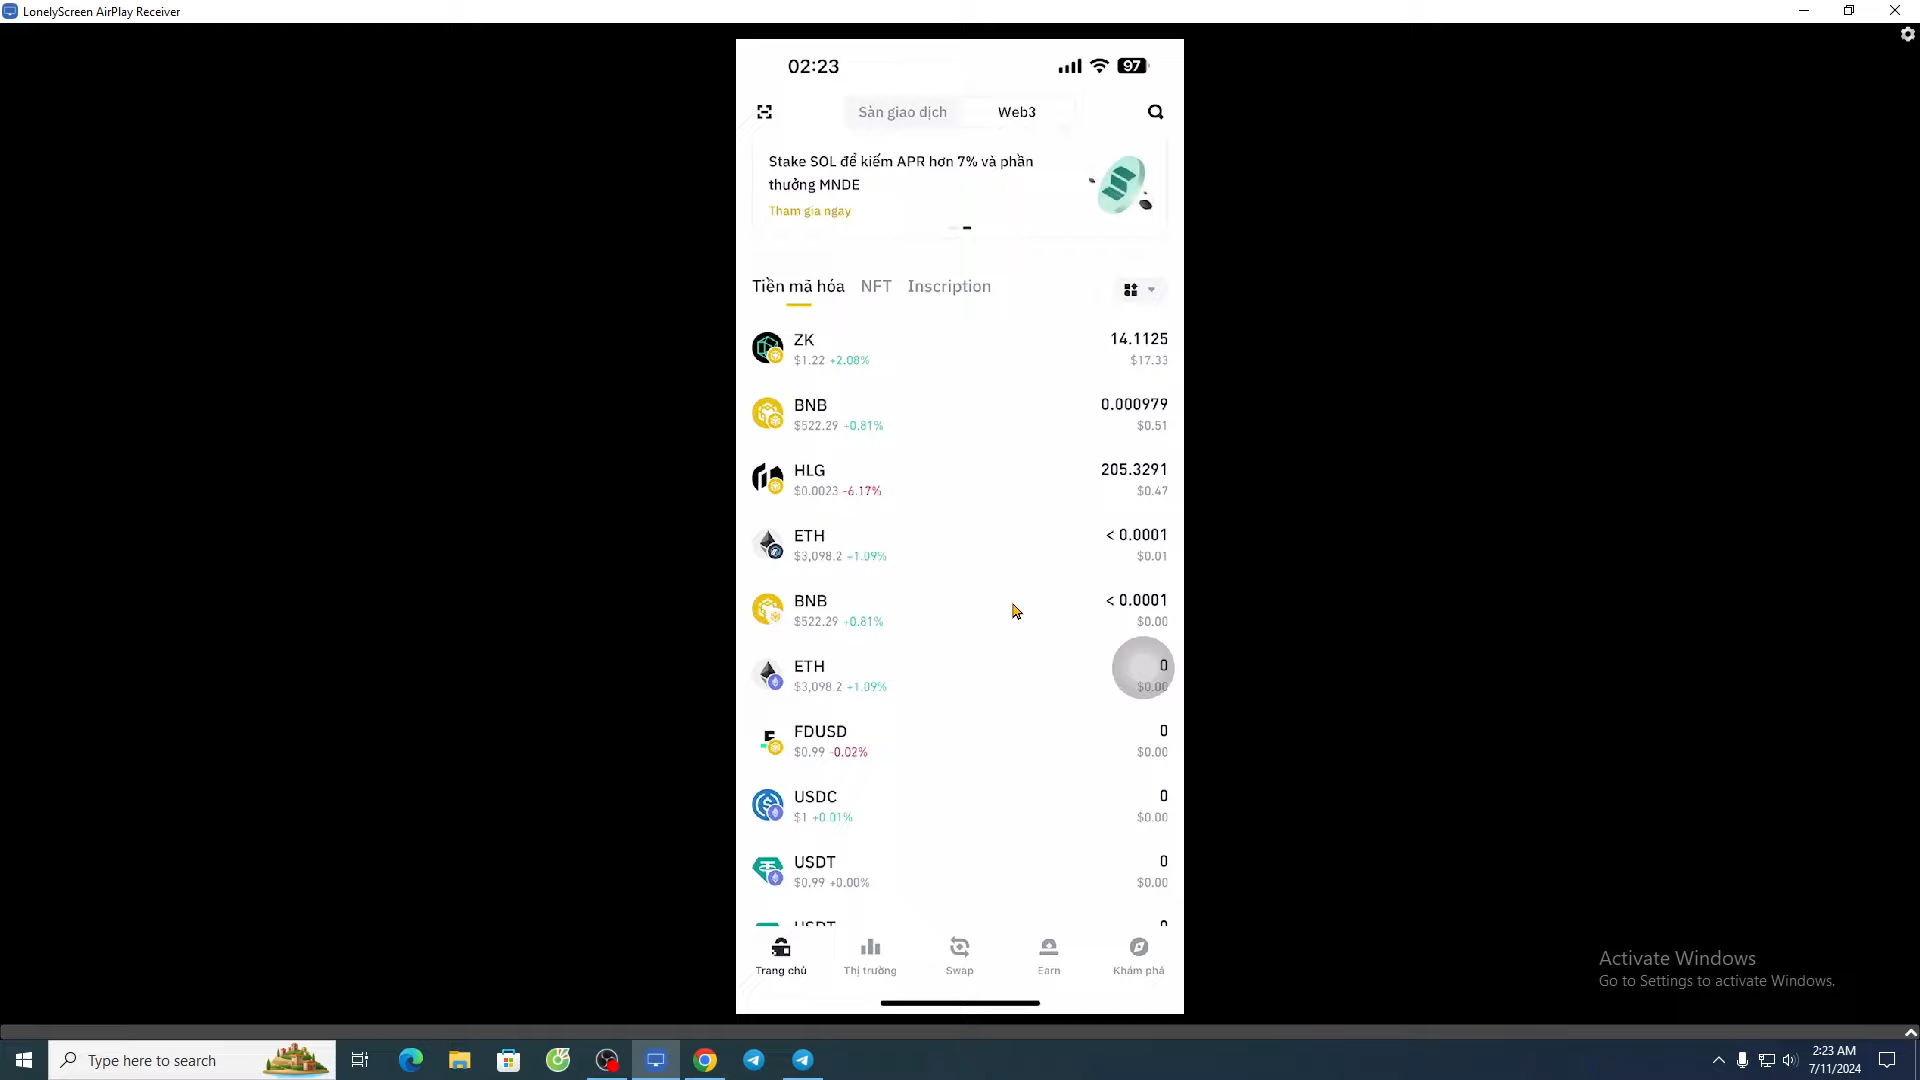 LonelyScreen AirPlay Receiver
02:23
97
Sàn giao dịch
Web3
Stake SOL để kiếm APR hơn 7% và phần
thưởng MNDE
Tham gia ngay
Tiền mã hóa
NFT
Inscription
ZK
14.1125
$1.22 +2.08%
$17.33
BNB
0.000979
$522.29 +0.81%
$0.51
HLG
205.3291
$0.0023 -6.17%
$0.47
ETH
< 0.0001
$3,098.2 +1.09%
$0.01
BNB
< 0.0001
$522.29 +0.81%
$0.00
ETH
0
$3,098.2 +1.09%
$0.00
FDUSD
0
$0.99 -0.02%
$0.00
USDC
0
$1 +0.01%
$0.00
USDT
0
$0.99 +0.00%
$0.00
USDT
0
Trang chủ
Thị trường
Swap
Earn
Khám phá
Activate Windows
Go to Settings to activate Windows.
Type here to search
2:23 AM
7/11/2024